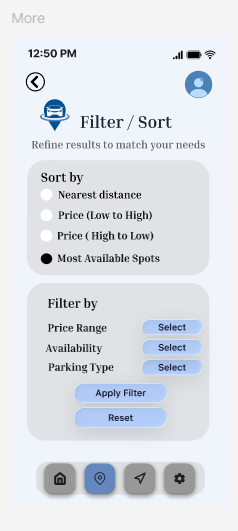 More
12:50 PM
Filter / Sort
Refine results to match your needs
Sort by
Nearest distance
Price (Low to High)
Price ( High to Low)
Most Available Spots
Filter by
Price Range Select
Availability Select
Parking Type Select
Apply Filter
Reset